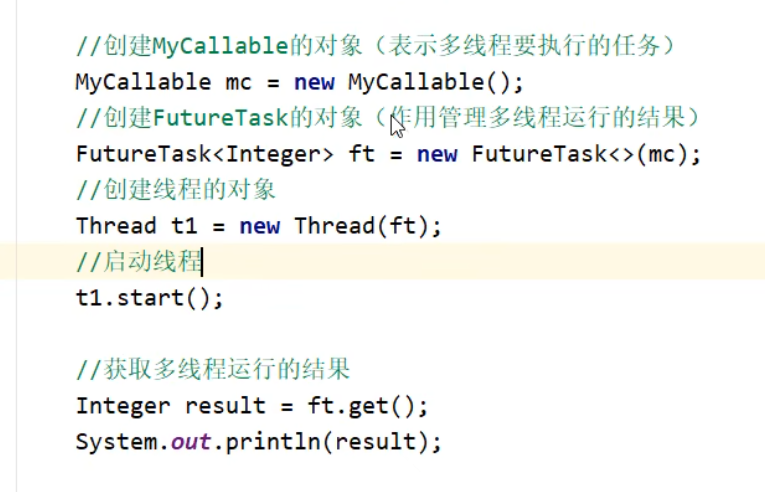 //创建MyCallable的对象（表示多线程要执行的任务）
MyCallable mc = new MyCallable();
//创建FutureTask的对象（作用管理多线程运行的结果）
FutureTask<Integer> ft = new FutureTask<>(mc);
//创建线程的对象
Thread t1 = new Thread(ft);
//启动线程
t1.start();
//获取多线程运行的结果
Integer result = ft.get();
System.out.println(result);